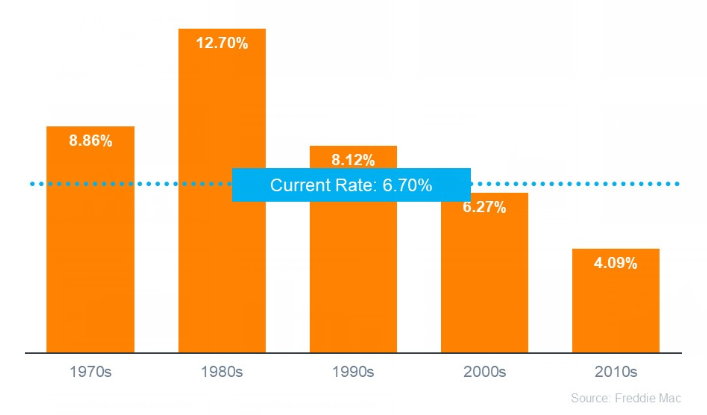 12.70%
8.86%
8.12%
Current Rate: 6.70%
6.27%
4.09%
1970s 1980s 1990s 2000s 2010s
Source: Freddie Mac